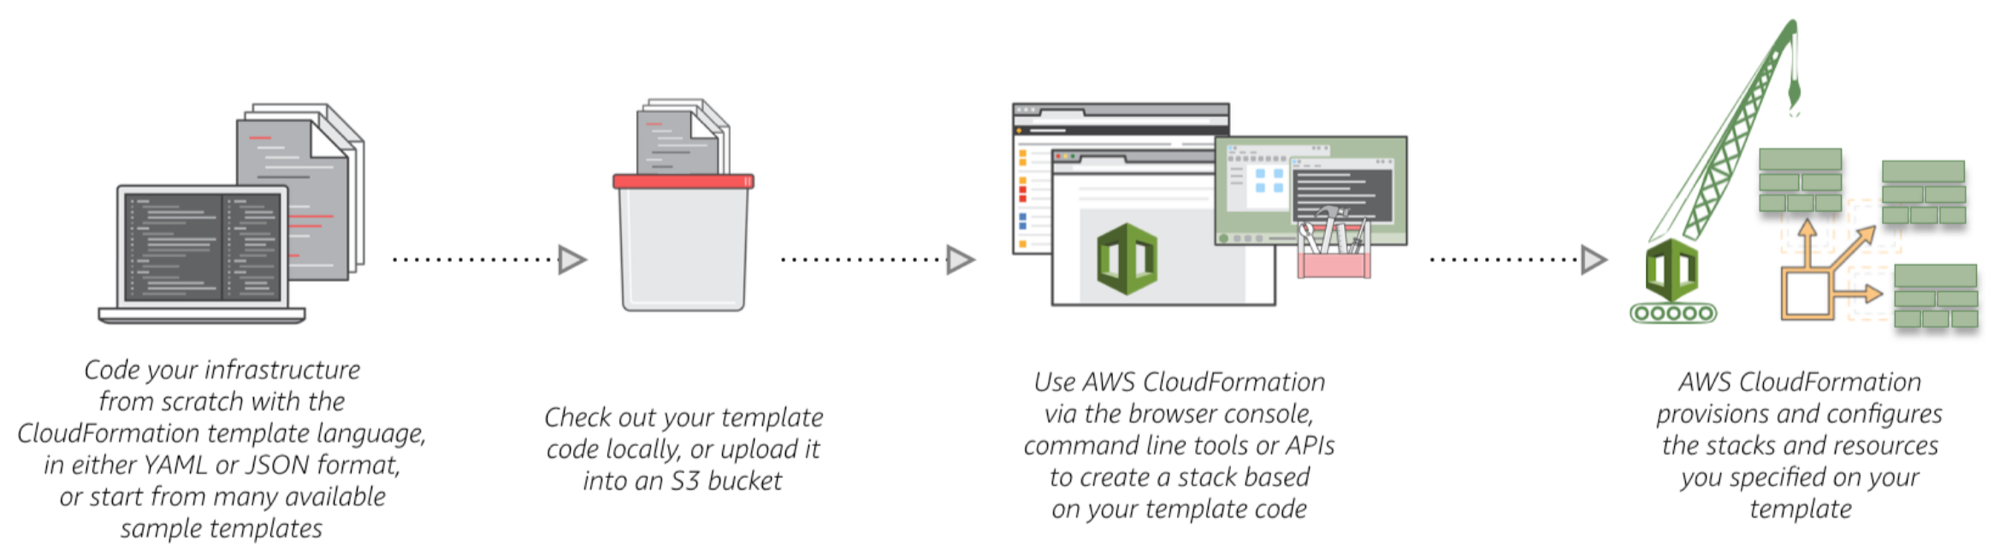 Code your infrastructure
from scratch with the
CloudFormation template language,
in either YAML or JSON format,
or start from many available
sample templates
Check out your template
code locally, or upload it
into an S3 bucket
Use AWS CloudFormation
via the browser console,
command line tools or APIs
to create a stack based
on your template code
AWS CloudFormation
provisions and configures
the stacks and resources
you specified on your
template